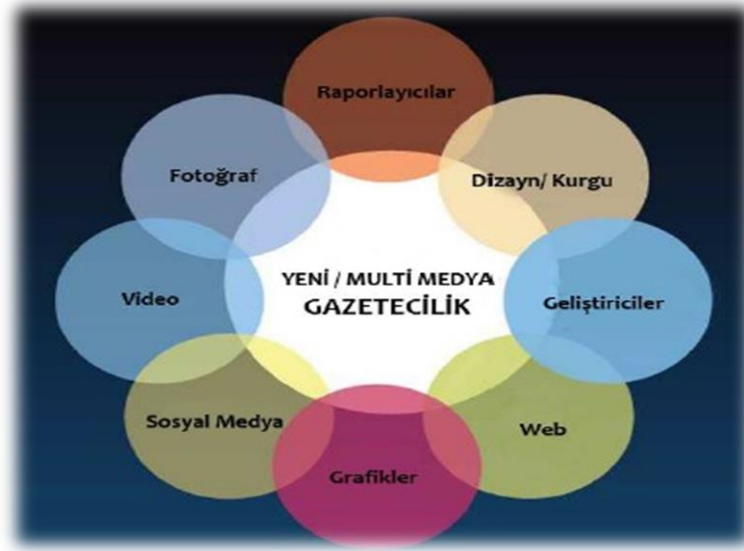 Raporlayıcılar
Fotoğraf
Dizayn/ Kurgu
YENİ / MULTİ MEDYA
GAZETECİLİK
Video
Geliştiriciler
Sosyal Medya
Web
Grafikler